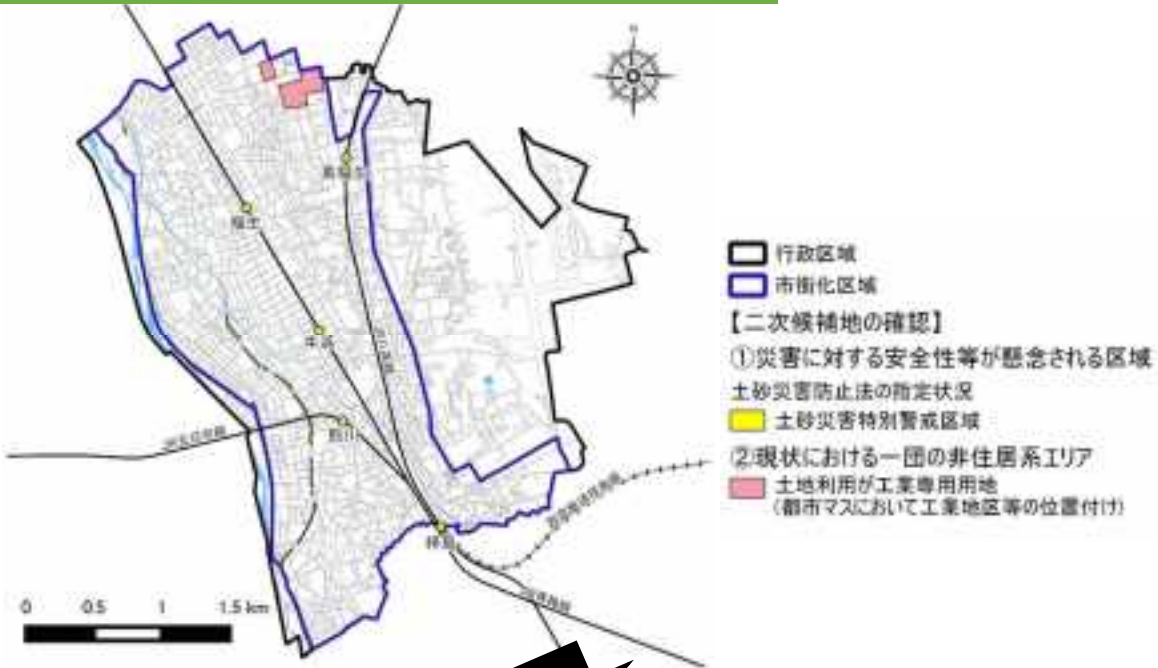 N
東福生
福生
牛浜
熊川
拝島
0 0.5 1 1.5 km
行政区域
市街化区域
【二次候補地の確認】
①災害に対する安全性等が懸念される区域
土砂災害防止法の指定状況
土砂災害特別警戒区域
②現状における一団の非住居系エリア
土地利用が工業専用用地
(都市マスにおいて工業地区等の位置付け)